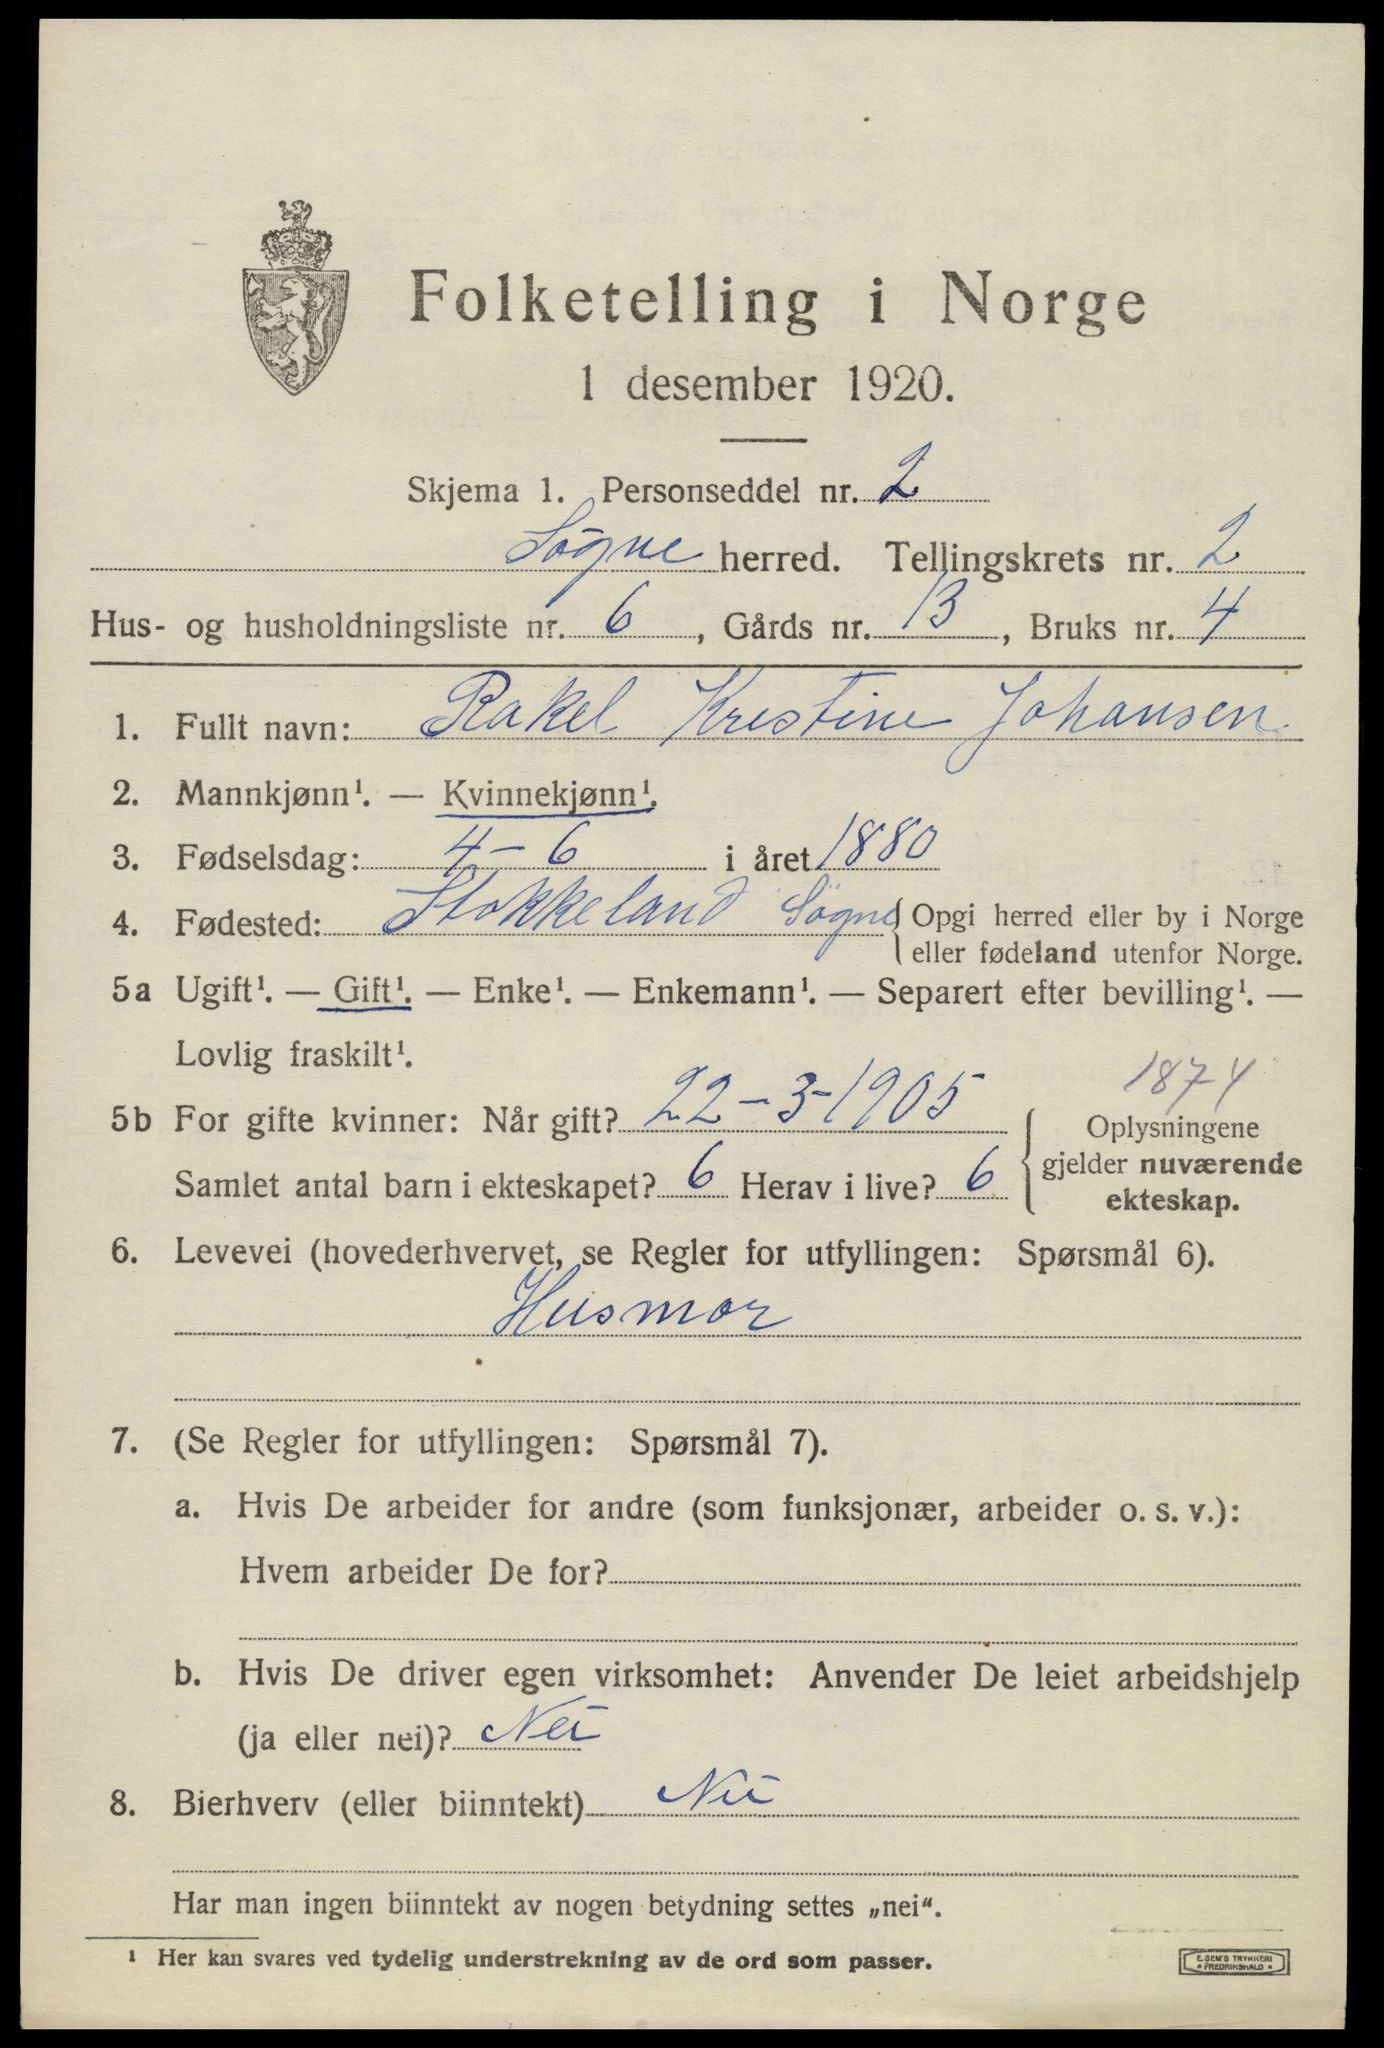 Folketelling i Norge
1 desember 1920.
Skjema 1. Personseddel nr. 2
Søgne herred. Tellingskrets nr. 2
Hus- og husholdningsliste nr. 6, Gårds nr. 13, Bruks nr. 4
1. Fullt navn: Rakel Kristine Johansen
2. Mannkjønn¹. — Kvinnekjønn¹.
3. Fødselsdag: 4-6 i året 1880
4. Fødested: Stokkeland Søgne { Opgi herred eller by i Norge
eller fødeland utenfor Norge.
5a Ugift¹. — Gift¹. — Enke¹. — Enkemann¹. — Separert efter bevilling¹. —
Lovlig fraskilt¹.
1874
5b For gifte kvinner: Når gift? 22-3-1905
Samlet antal barn i ekteskapet? 6 Herav i live? 6
Oplysningene
gjelder nuværende
ekteskap.
6. Levevei (hovederhvervet, se Regler for utfyllingen: Spørsmål 6).
Husmor
7. (Se Regler for utfyllingen: Spørsmål 7).
a. Hvis De arbeider for andre (som funksjonær, arbeider o. s. v.):
Hvem arbeider De for?
b. Hvis De driver egen virksomhet: Anvender De leiet arbeidshjelp
(ja eller nei)? Nei
8. Bierhverv (eller biinntekt) Nei
Har man ingen biinntekt av nogen betydning settes „nei".
¹ Her kan svares ved tydelig understrekning av de ord som passer.
E. SEM'S TRYKKERI
FREDRIKSHALD